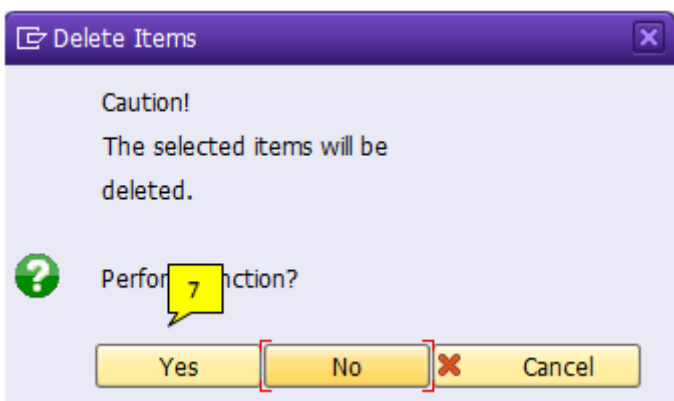 Delete Items
Caution!
The selected items will be
deleted.
Perfor nction?
7
Yes No Cancel